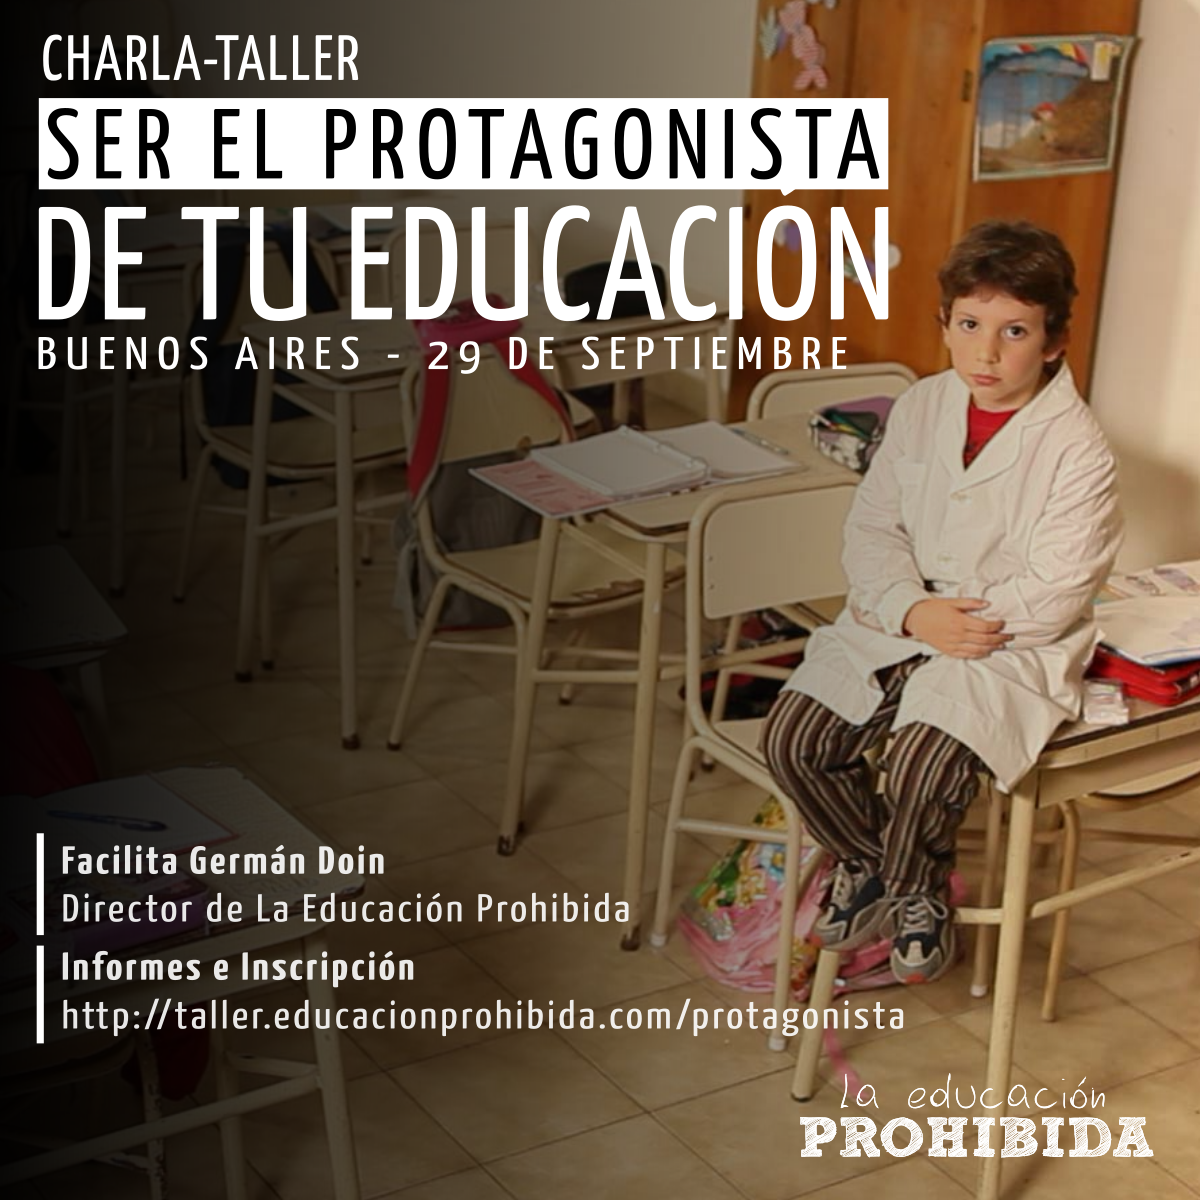 CHARLA-TALLER
SER EL PROTAGONISTA
DE TU EDUCACIÓN
BUENOS AIRES - 29 DE SEPTIEMBRE
Facilita Germán Doin
Director de La Educación Prohibida
Informes e Inscripción
http://taller.educacionprohibida.com/protagonista
la educación
PROHIBIDA